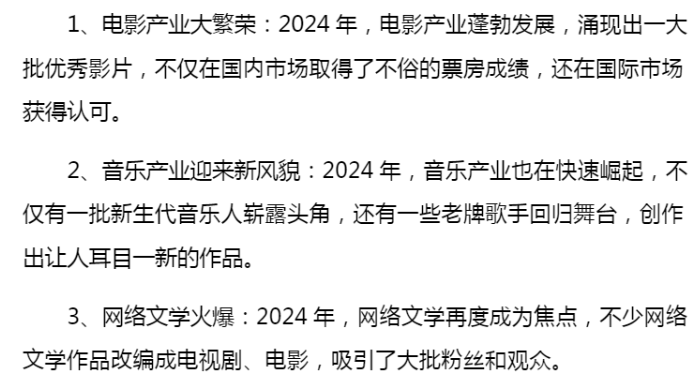 1、电影产业大繁荣：2024 年，电影产业蓬勃发展，涌现出一大
批优秀影片，不仅在国内市场取得了不俗的票房成绩，还在国际市场
获得认可。
2、音乐产业迎来新风貌：2024 年，音乐产业也在快速崛起，不
仅有一批新生代音乐人崭露头角，还有一些老牌歌手回归舞台，创作
出让人耳目一新的作品。
3、网络文学火爆：2024 年，网络文学再度成为焦点，不少网络
文学作品改编成电视剧、电影，吸引了大批粉丝和观众。